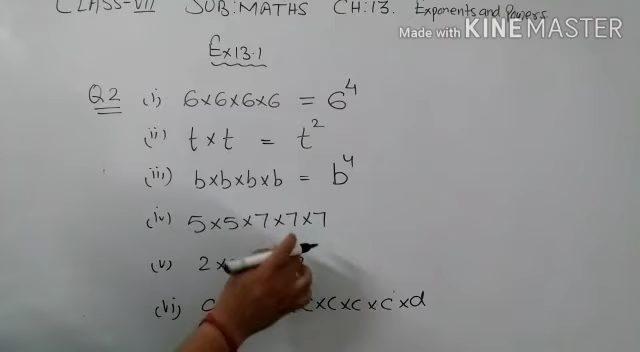 CLASS-VII SUB: MATHS CH:13. Exponents and Powers
Made with KINEMASTER
Ex 13.1
Q2 (i) 6×6×6×6 = 6⁴
(ii) t×t = t²
(iii) b×b×b×b = b⁴
(iv) 5×5×7×7×7
(v) 2×
(vi) ×c×c×c×d